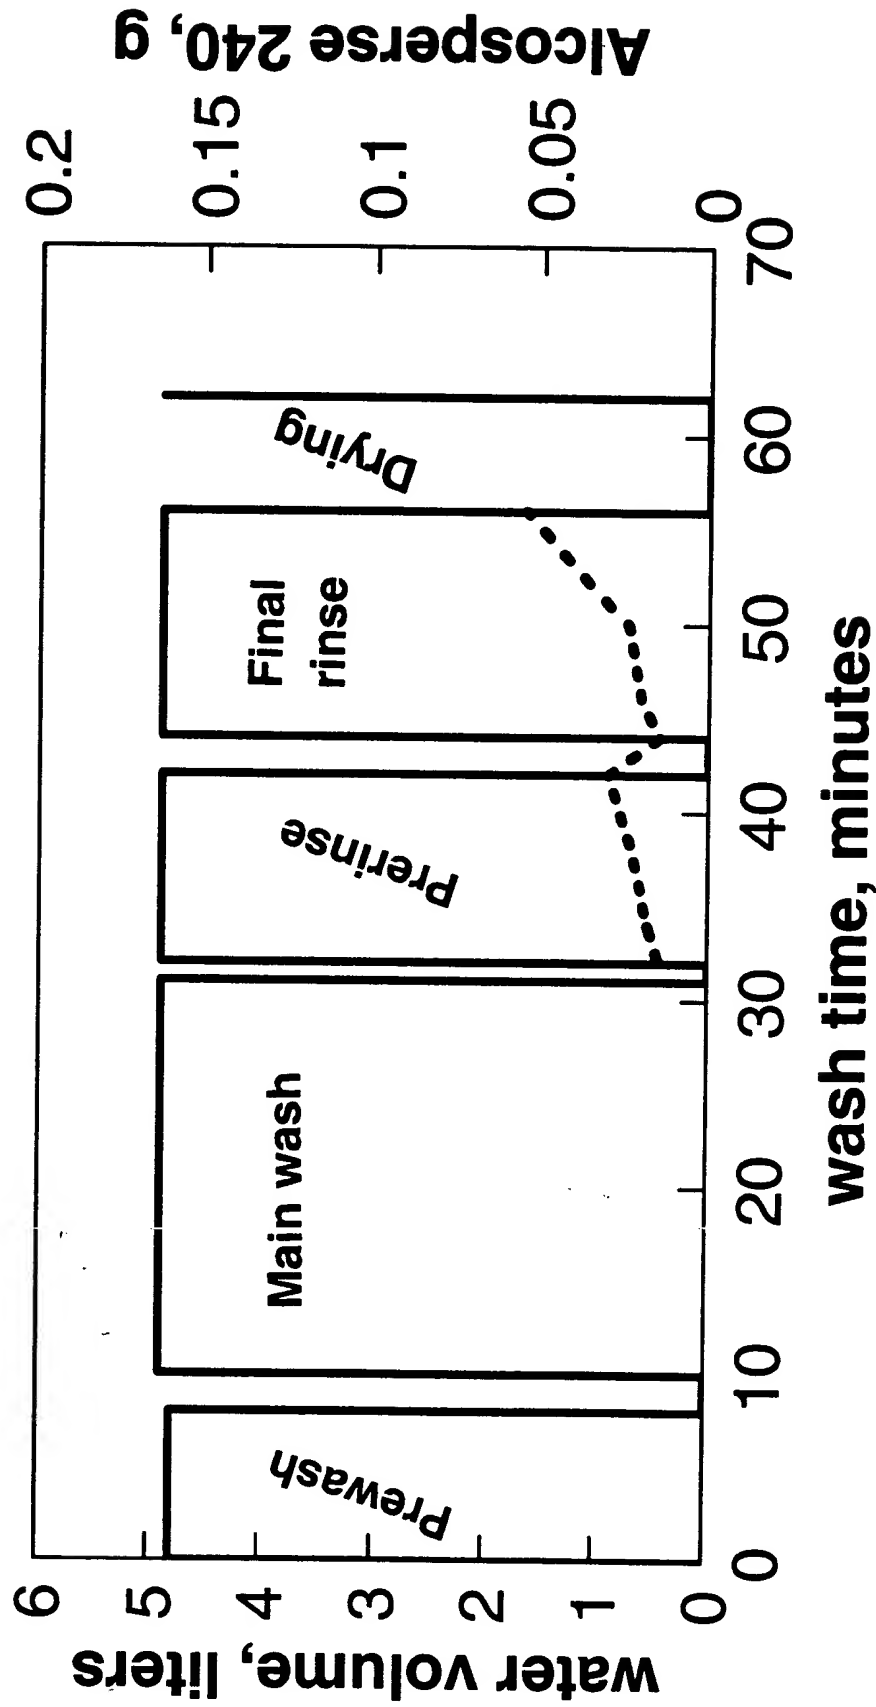 water volume, liters
6
5
4
3
2
1
0
Prewash
Main wash
Prerinse
Final
rinse
Drying
0 10 20 30 40 50 60 70
wash time, minutes
0.2
0.15
0.1
0.05
0
Alcosperse 240, g